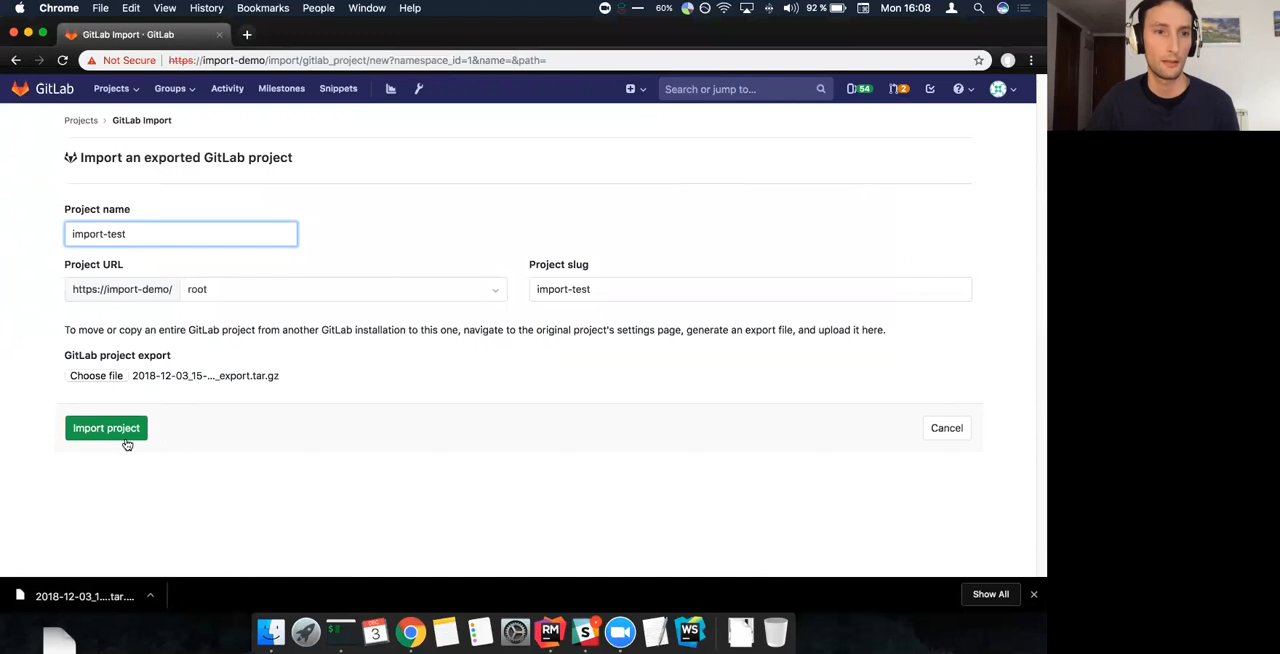 Chrome File Edit View History Bookmarks People Window Help 60% 92 % Mon 16:08
GitLab Import · GitLab
Not Secure https://import-demo/import/gitlab_project/new?namespace_id=1&name=&path=
GitLab Projects Groups Activity Milestones Snippets Search or jump to... 54 2
Projects › GitLab Import
Import an exported GitLab project
Project name
import-test
Project URL Project slug
https://import-demo/ root import-test
To move or copy an entire GitLab project from another GitLab installation to this one, navigate to the original project's settings page, generate an export file, and upload it here.
GitLab project export
Choose file 2018-12-03_15-..._export.tar.gz
Import project Cancel
2018-12-03_1....tar.... Show All
DEC 3 RM S WS